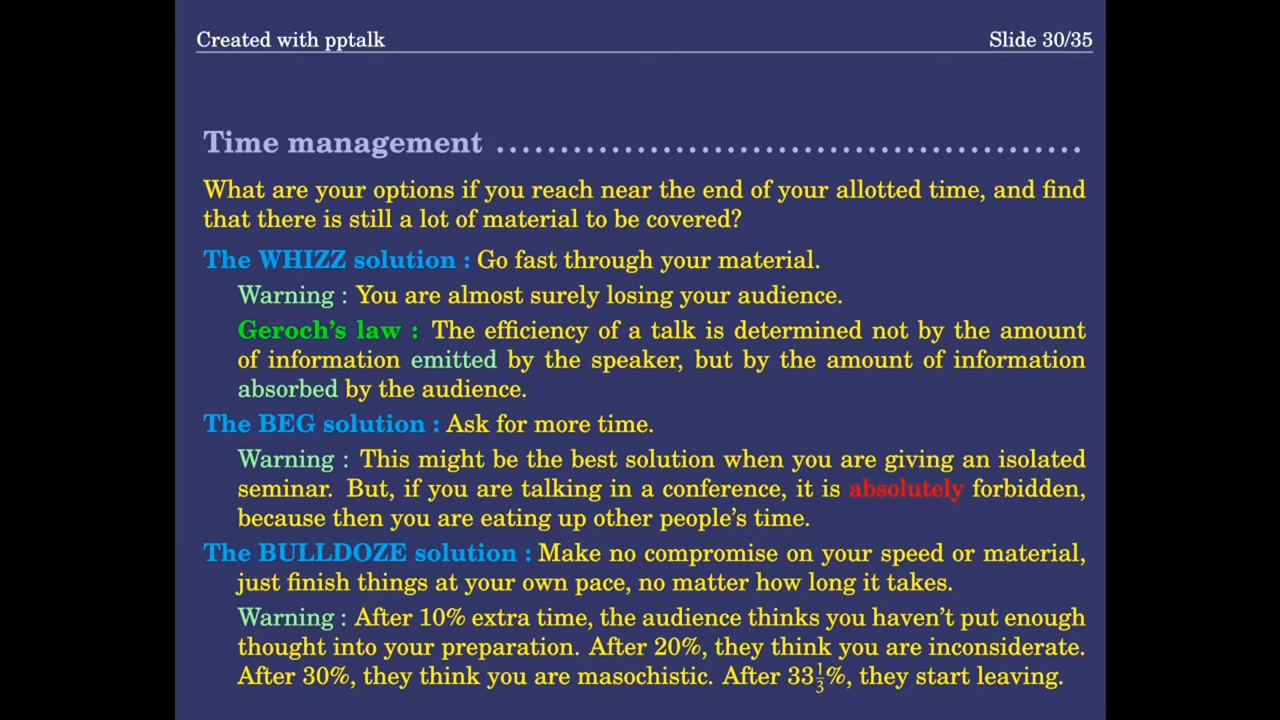 Created with pptalk Slide 30/35
Time management ..............................................
What are your options if you reach near the end of your allotted time, and find
that there is still a lot of material to be covered?
The WHIZZ solution : Go fast through your material.
Warning : You are almost surely losing your audience.
Geroch's law : The efficiency of a talk is determined not by the amount
of information emitted by the speaker, but by the amount of information
absorbed by the audience.
The BEG solution : Ask for more time.
Warning : This might be the best solution when you are giving an isolated
seminar. But, if you are talking in a conference, it is absolutely forbidden,
because then you are eating up other people's time.
The BULLDOZE solution : Make no compromise on your speed or material,
just finish things at your own pace, no matter how long it takes.
Warning : After 10% extra time, the audience thinks you haven't put enough
thought into your preparation. After 20%, they think you are inconsiderate.
After 30%, they think you are masochistic. After 33⅓%, they start leaving.